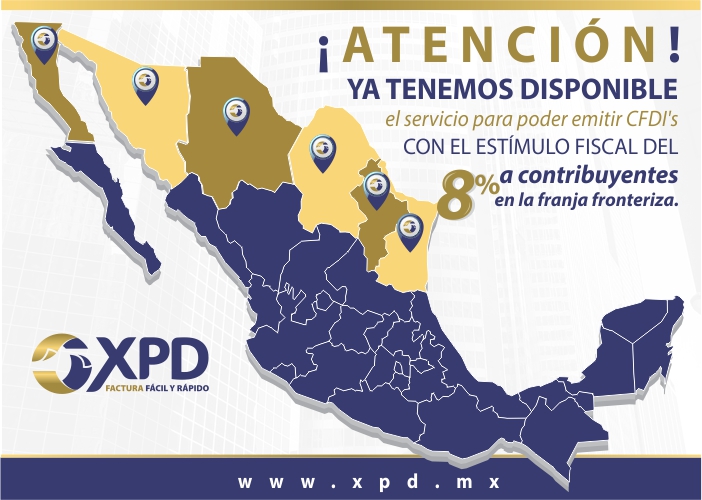 ¡ATENCIÓN!
YA TENEMOS DISPONIBLE
el servicio para poder emitir CFDI's
CON EL ESTÍMULO FISCAL DEL
8% a contribuyentes
en la franja fronteriza.
XPD
FACTURA FÁCIL Y RÁPIDO
www.xpd.mx